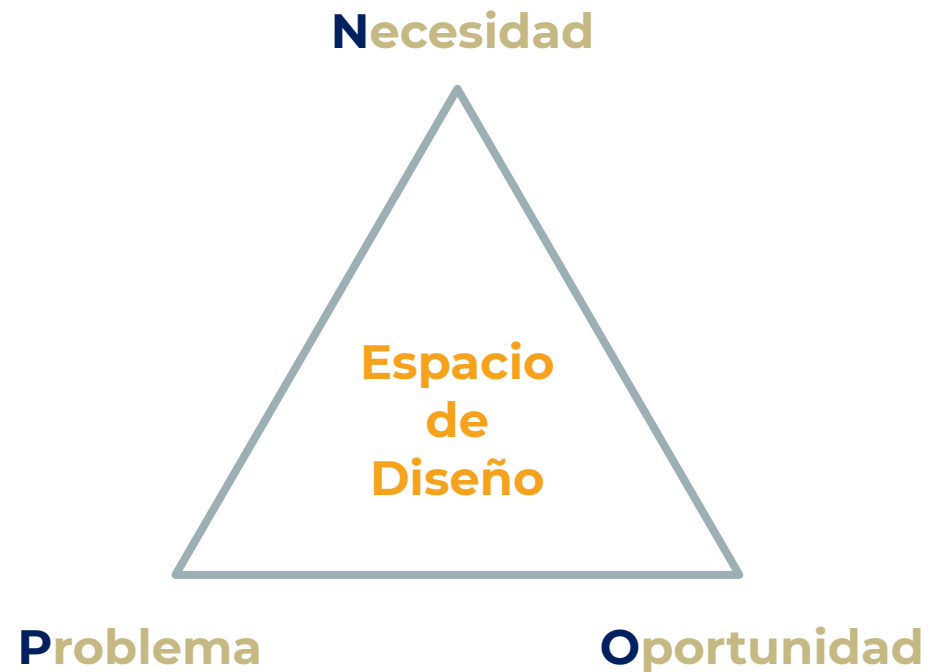 Necesidad
Espacio
de
Diseño
Problema
Oportunidad